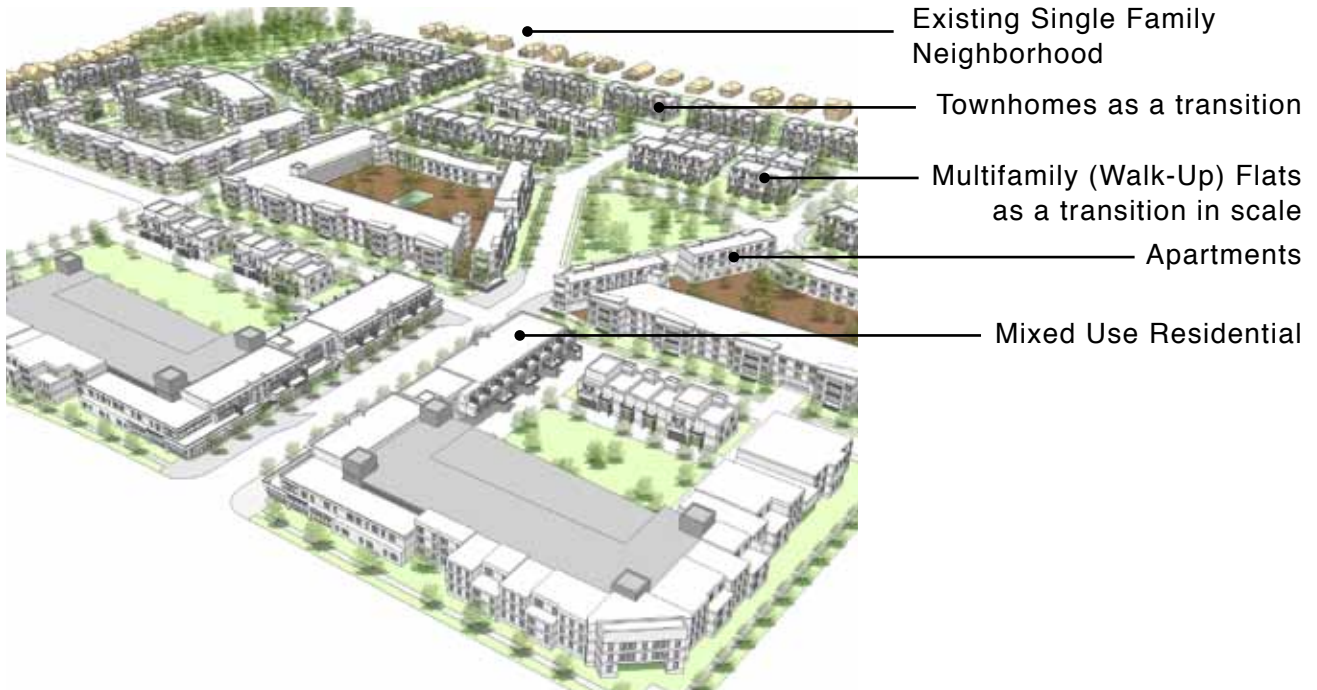 Existing Single Family
Neighborhood
Townhomes as a transition
Multifamily (Walk-Up) Flats
as a transition in scale
Apartments
Mixed Use Residential